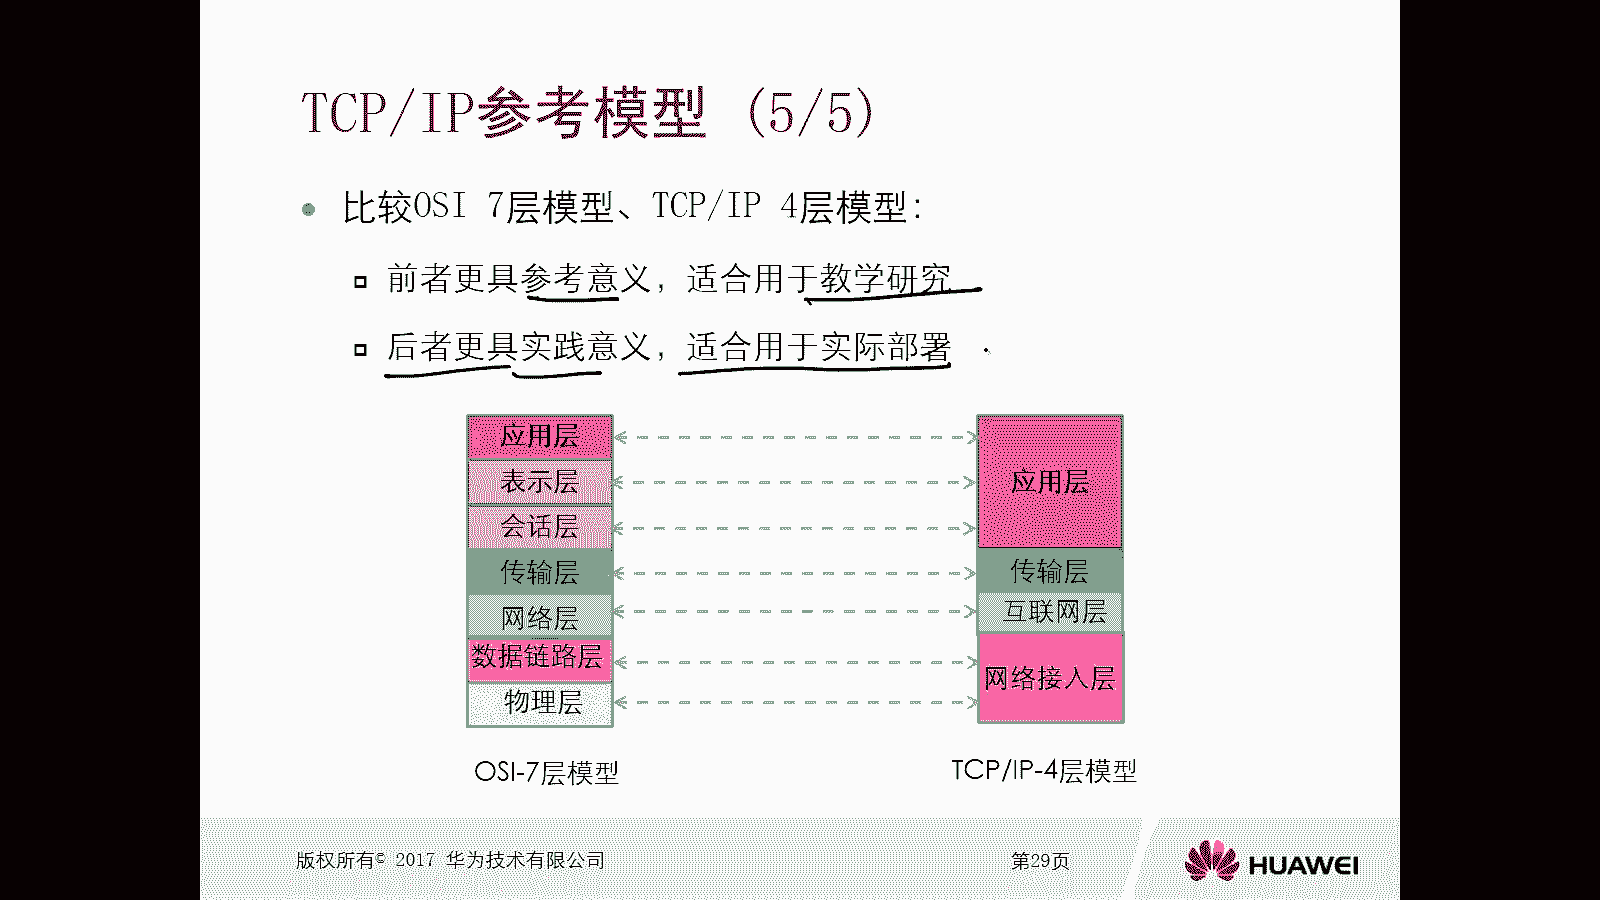 TCP/IP参考模型 (5/5)
比较OSI 7层模型、TCP/IP 4层模型：
前者更具参考意义，适合用于教学研究
后者更具实践意义，适合用于实际部署
应用层
表示层
会话层
传输层
网络层
数据链路层
物理层
OSI-7层模型
应用层
传输层
互联网层
网络接入层
TCP/IP-4层模型
版权所有© 2017 华为技术有限公司
第29页
HUAWEI